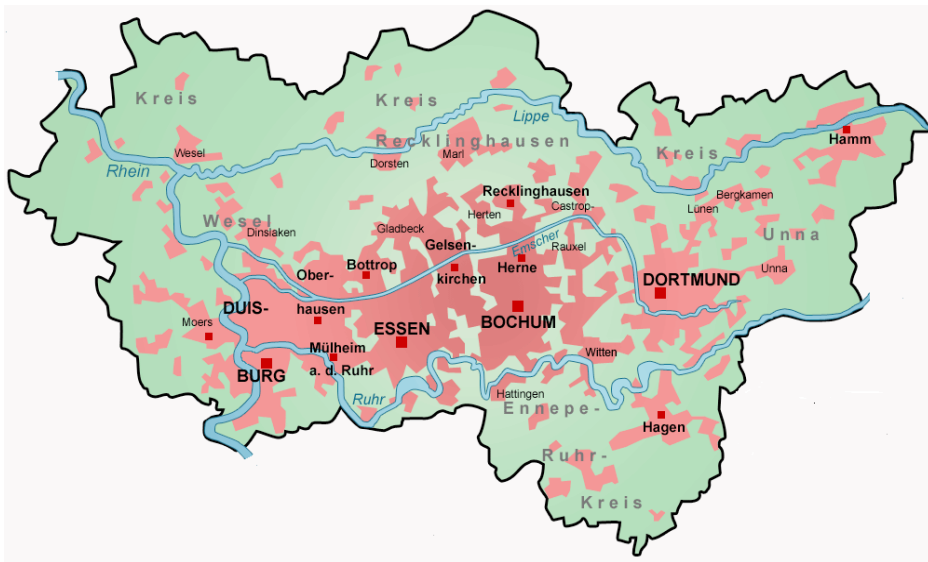 Kreis
Kreis
Lippe
Recklinghausen
Hamm
Wesel
Dorsten
Marl
Kreis
Rhein
Recklinghausen
Bergkamen
Castrop-
Lünen
Herten
Wesel
Dinslaken
Gladbeck
Gelsen-
Emscher
Rauxel
Unna
Bottrop
Herne
Unna
Ober-
kirchen
DORTMUND
DUIS-
hausen
Moers
ESSEN
BOCHUM
Mülheim
a. d. Ruhr
Witten
BURG
Ruhr
Hattingen
Ennepe-
Hagen
Ruhr-
Kreis